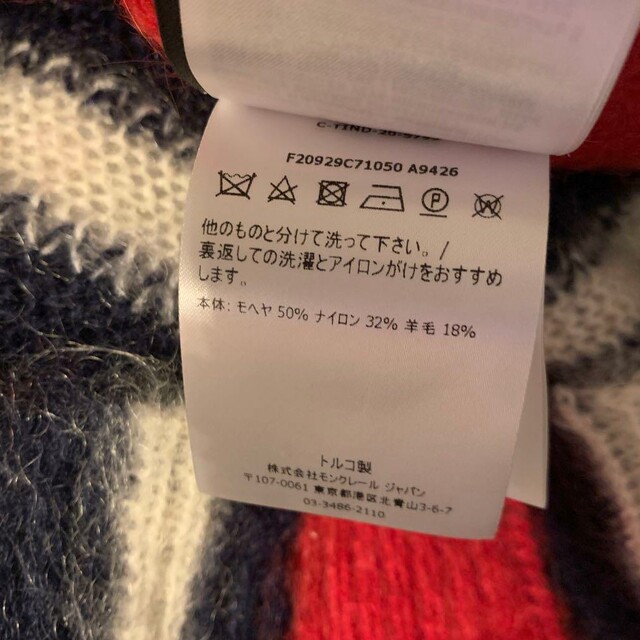 F20929C71050 A9426
P
他のものと分けて洗って下さい。/
裏返しての洗濯とアイロンがけをおすすめ
します。
本体: モヘヤ 50% ナイロン 32% 羊毛 18%
トルコ製
株式会社モンクレール ジャパン
〒107-0061 東京都港区北青山3-6-7
03-3486-2110